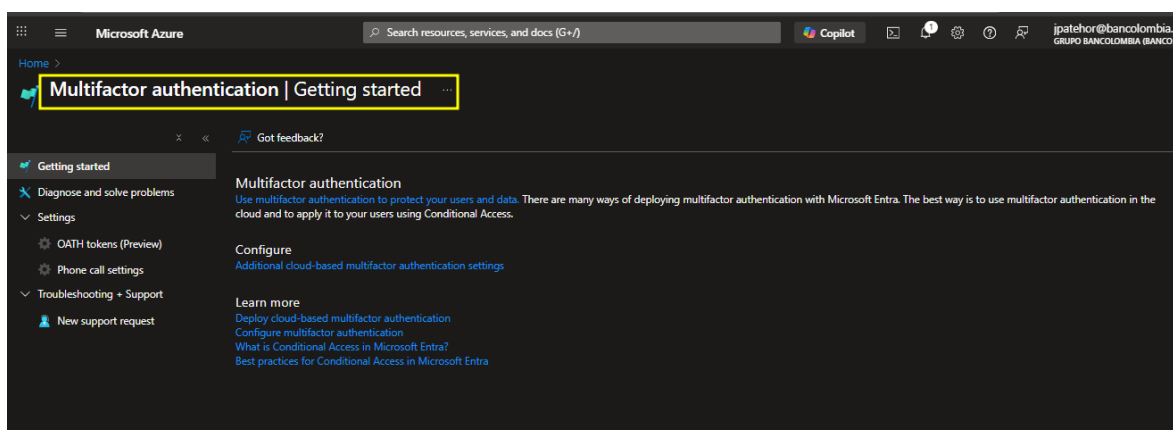 Microsoft Azure
Search resources, services, and docs (G+/)
Copilot
1
jpatehor@bancolombia.
GRUPO BANCOLOMBIA (BANCO
Home >
Multifactor authentication | Getting started ...
Got feedback?
Getting started
Diagnose and solve problems
Settings
OATH tokens (Preview)
Phone call settings
Troubleshooting + Support
New support request
Multifactor authentication
Use multifactor authentication to protect your users and data. There are many ways of deploying multifactor authentication with Microsoft Entra. The best way is to use multifactor authentication in the
cloud and to apply it to your users using Conditional Access.
Configure
Additional cloud-based multifactor authentication settings
Learn more
Deploy cloud-based multifactor authentication
Configure multifactor authentication
What is Conditional Access in Microsoft Entra?
Best practices for Conditional Access in Microsoft Entra